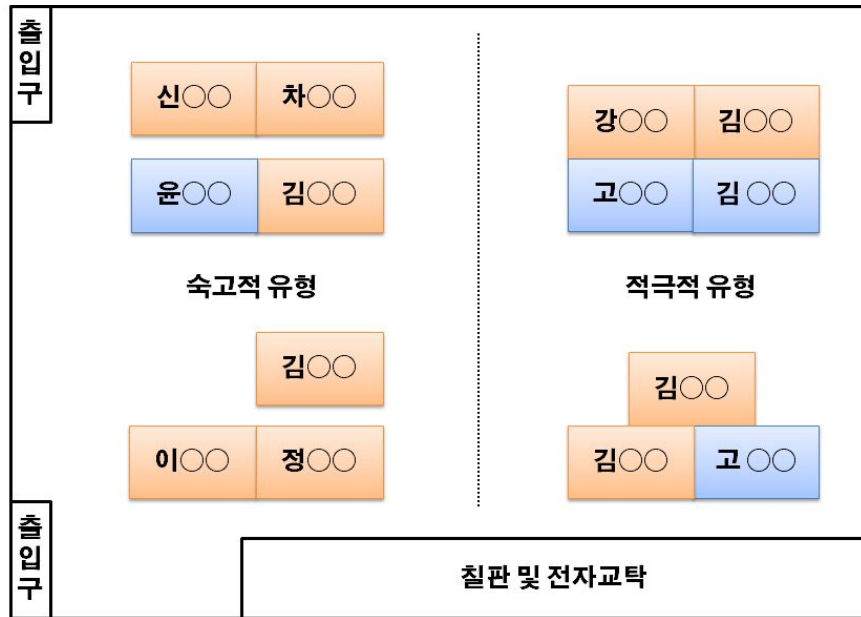 출
입
구
신○○ 차○○
윤○○ 김○○
숙고적 유형
김○○
이○○ 정○○
강○○ 김○○
고○○ 김 ○○
적극적 유형
김○○
김○○ 고 ○○
출
입
구
칠판 및 전자교탁